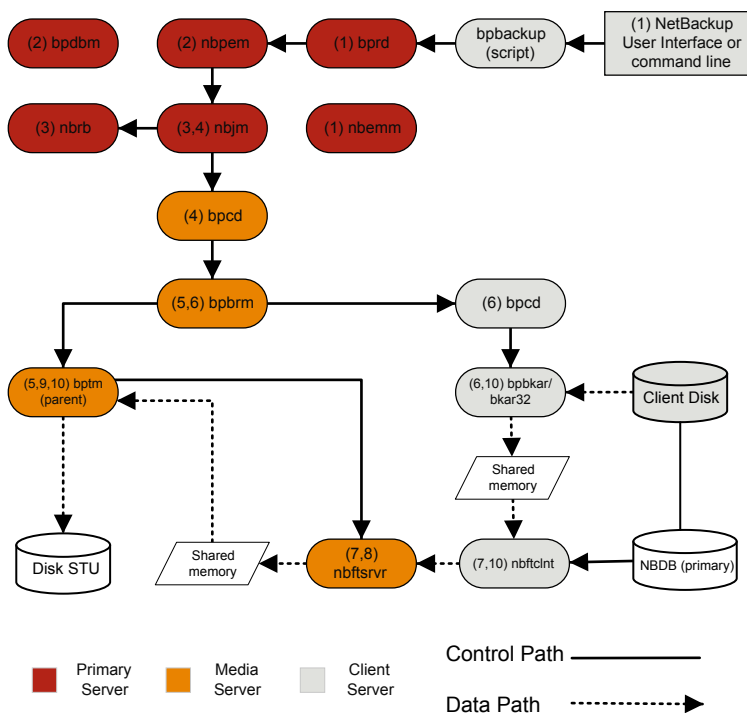 (2) bpdbm
(2) nbpem
(1) bprd
bpbackup
(script)
(1) NetBackup
User Interface or
command line
(3) nbrb
(3,4) nbjm
(1) nbemm
(4) bpcd
(5,6) bpbrm
(6) bpcd
(5,9,10) bptm
(parent)
(6,10) bpbkar/
bkar32
Client Disk
Shared
memory
Disk STU
Shared
memory
(7,8)
nbftsrvr
(7,10) nbftclnt
NBDB (primary)
Primary
Server
Media
Server
Client
Server
Control Path
Data Path